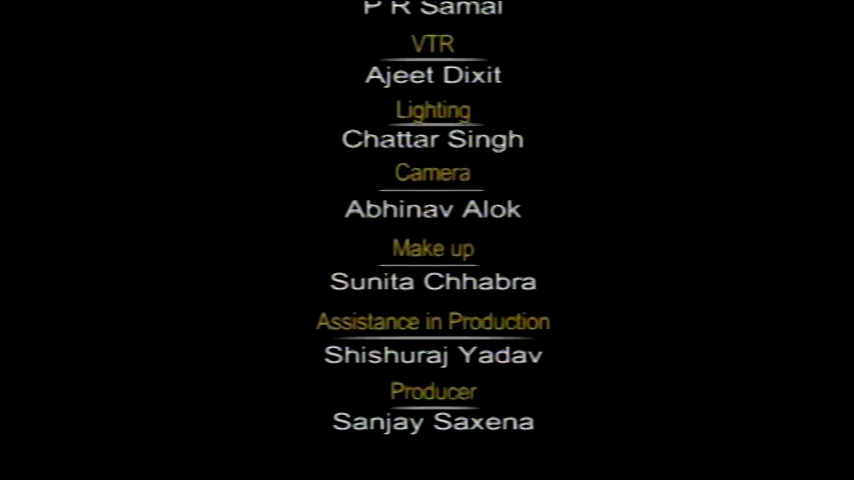 P R Samal
VTR
Ajeet Dixit
Lighting
Chattar Singh
Camera
Abhinav Alok
Make up
Sunita Chhabra
Assistance in Production
Shishuraj Yadav
Producer
Sanjay Saxena